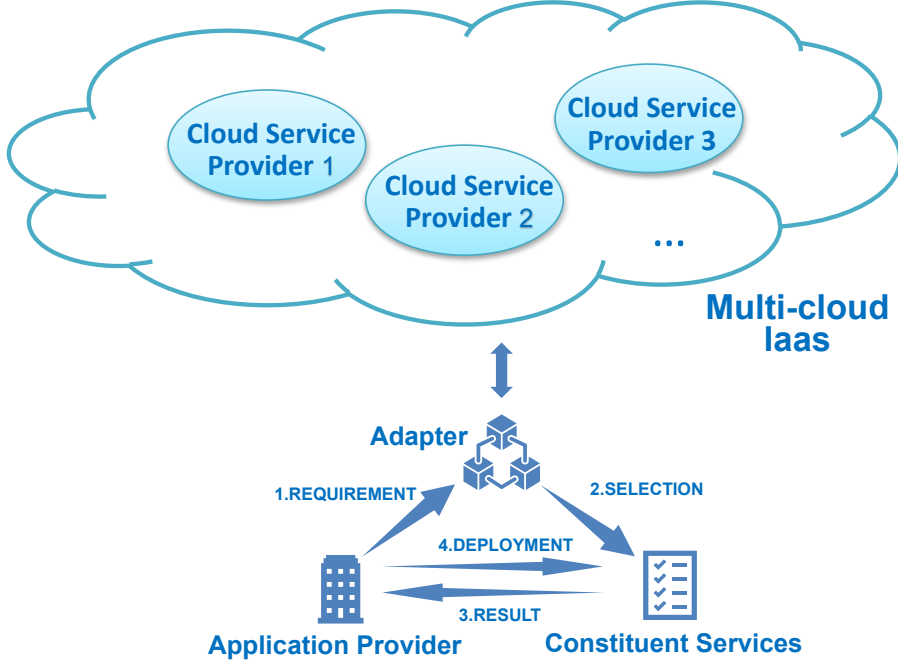 Cloud Service
Provider 1
Cloud Service
Provider 2
Cloud Service
Provider 3
...
Multi-cloud
Iaas
Adapter
1.REQUIREMENT
2.SELECTION
4.DEPLOYMENT
3.RESULT
Application Provider
Constituent Services